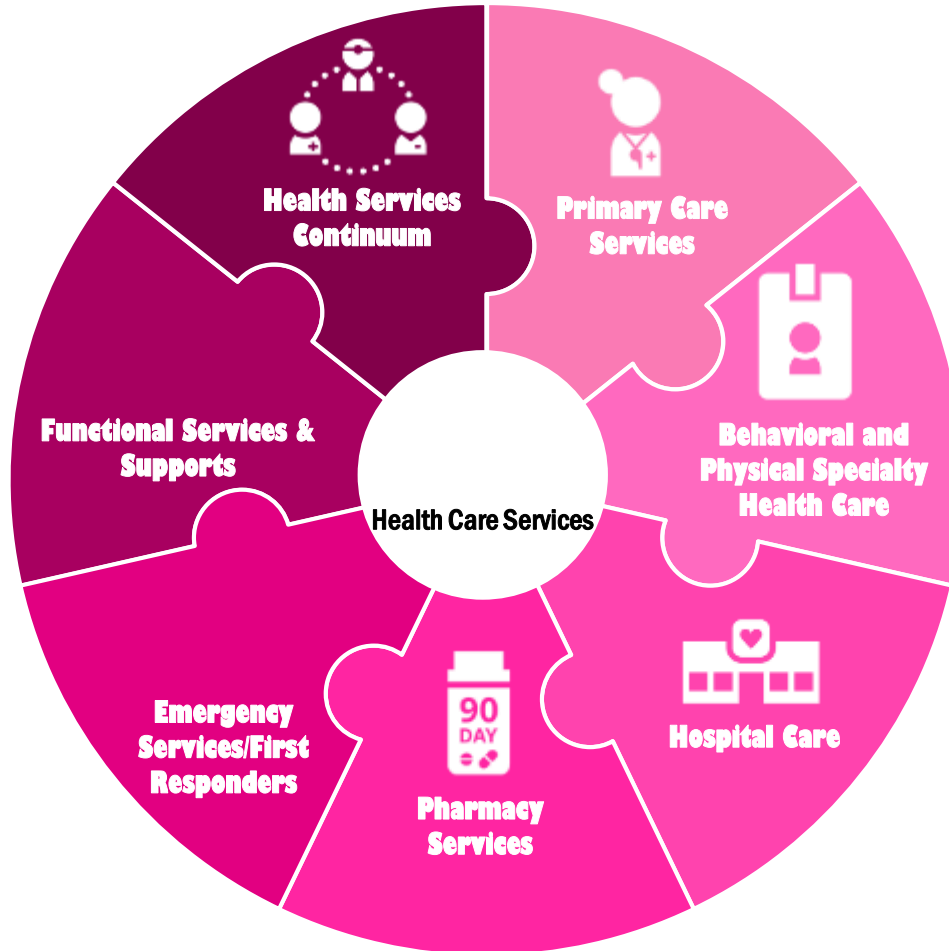 Health Services
Continuum
Primary Care
Services
Behavioral and
Physical Specialty
Health Care
Hospital Care
90
DAY
Pharmacy
Services
Emergency
Services/First
Responders
Functional Services &
Supports
Health Care Services